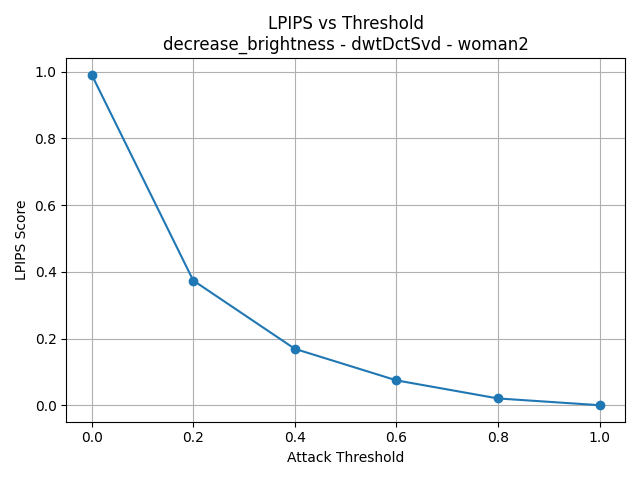 LPIPS vs Threshold
decrease_brightness - dwtDctSvd - woman2
1.0
0.8
0.6
0.4
0.2
0.0
LPIPS Score
0.0 0.2 0.4 0.6 0.8 1.0
Attack Threshold